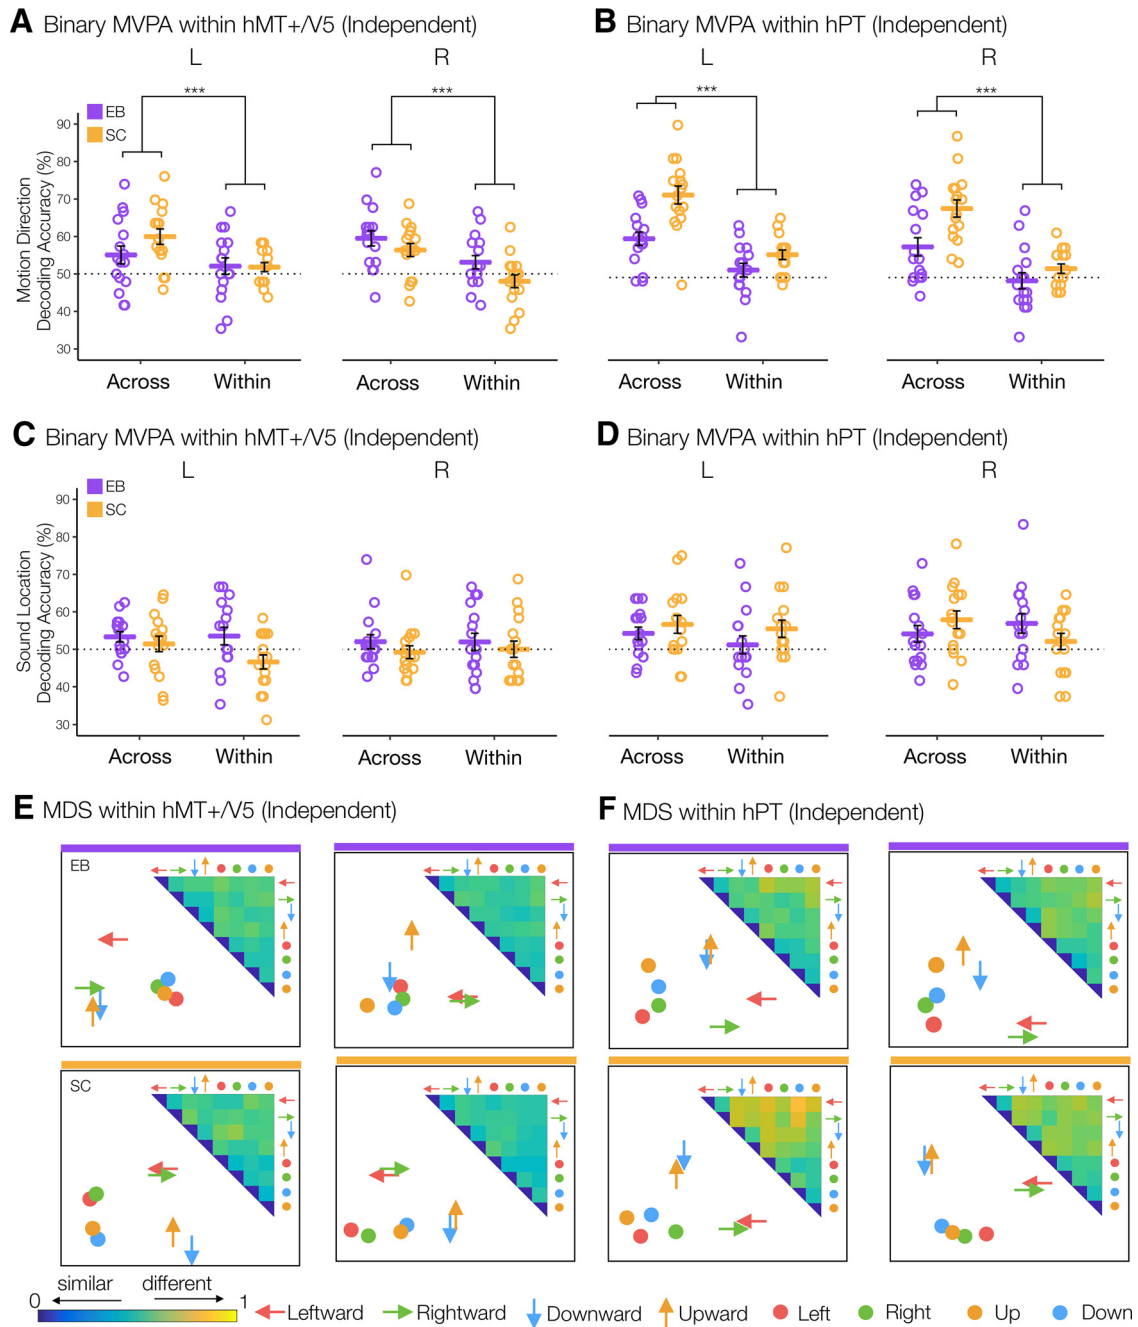 A Binary MVPA within hMT+/V5 (Independent)
L
R
EB
SC
***
***
Motion Direction
Decoding Accuracy (%)
90
80
70
60
50
40
30
Across
Within
Across
Within
B Binary MVPA within hPT (Independent)
L
R
***
***
Across
Within
Across
Within
C Binary MVPA within hMT+/V5 (Independent)
L
R
EB
SC
Sound Location
Decoding Accuracy (%)
90
80
70
60
50
40
30
Across
Within
Across
Within
D Binary MVPA within hPT (Independent)
L
R
Across
Within
Across
Within
E MDS within hMT+/V5 (Independent)
EB
SC
F MDS within hPT (Independent)
similar
different
0
1
Leftward
Rightward
Downward
Upward
Left
Right
Up
Down